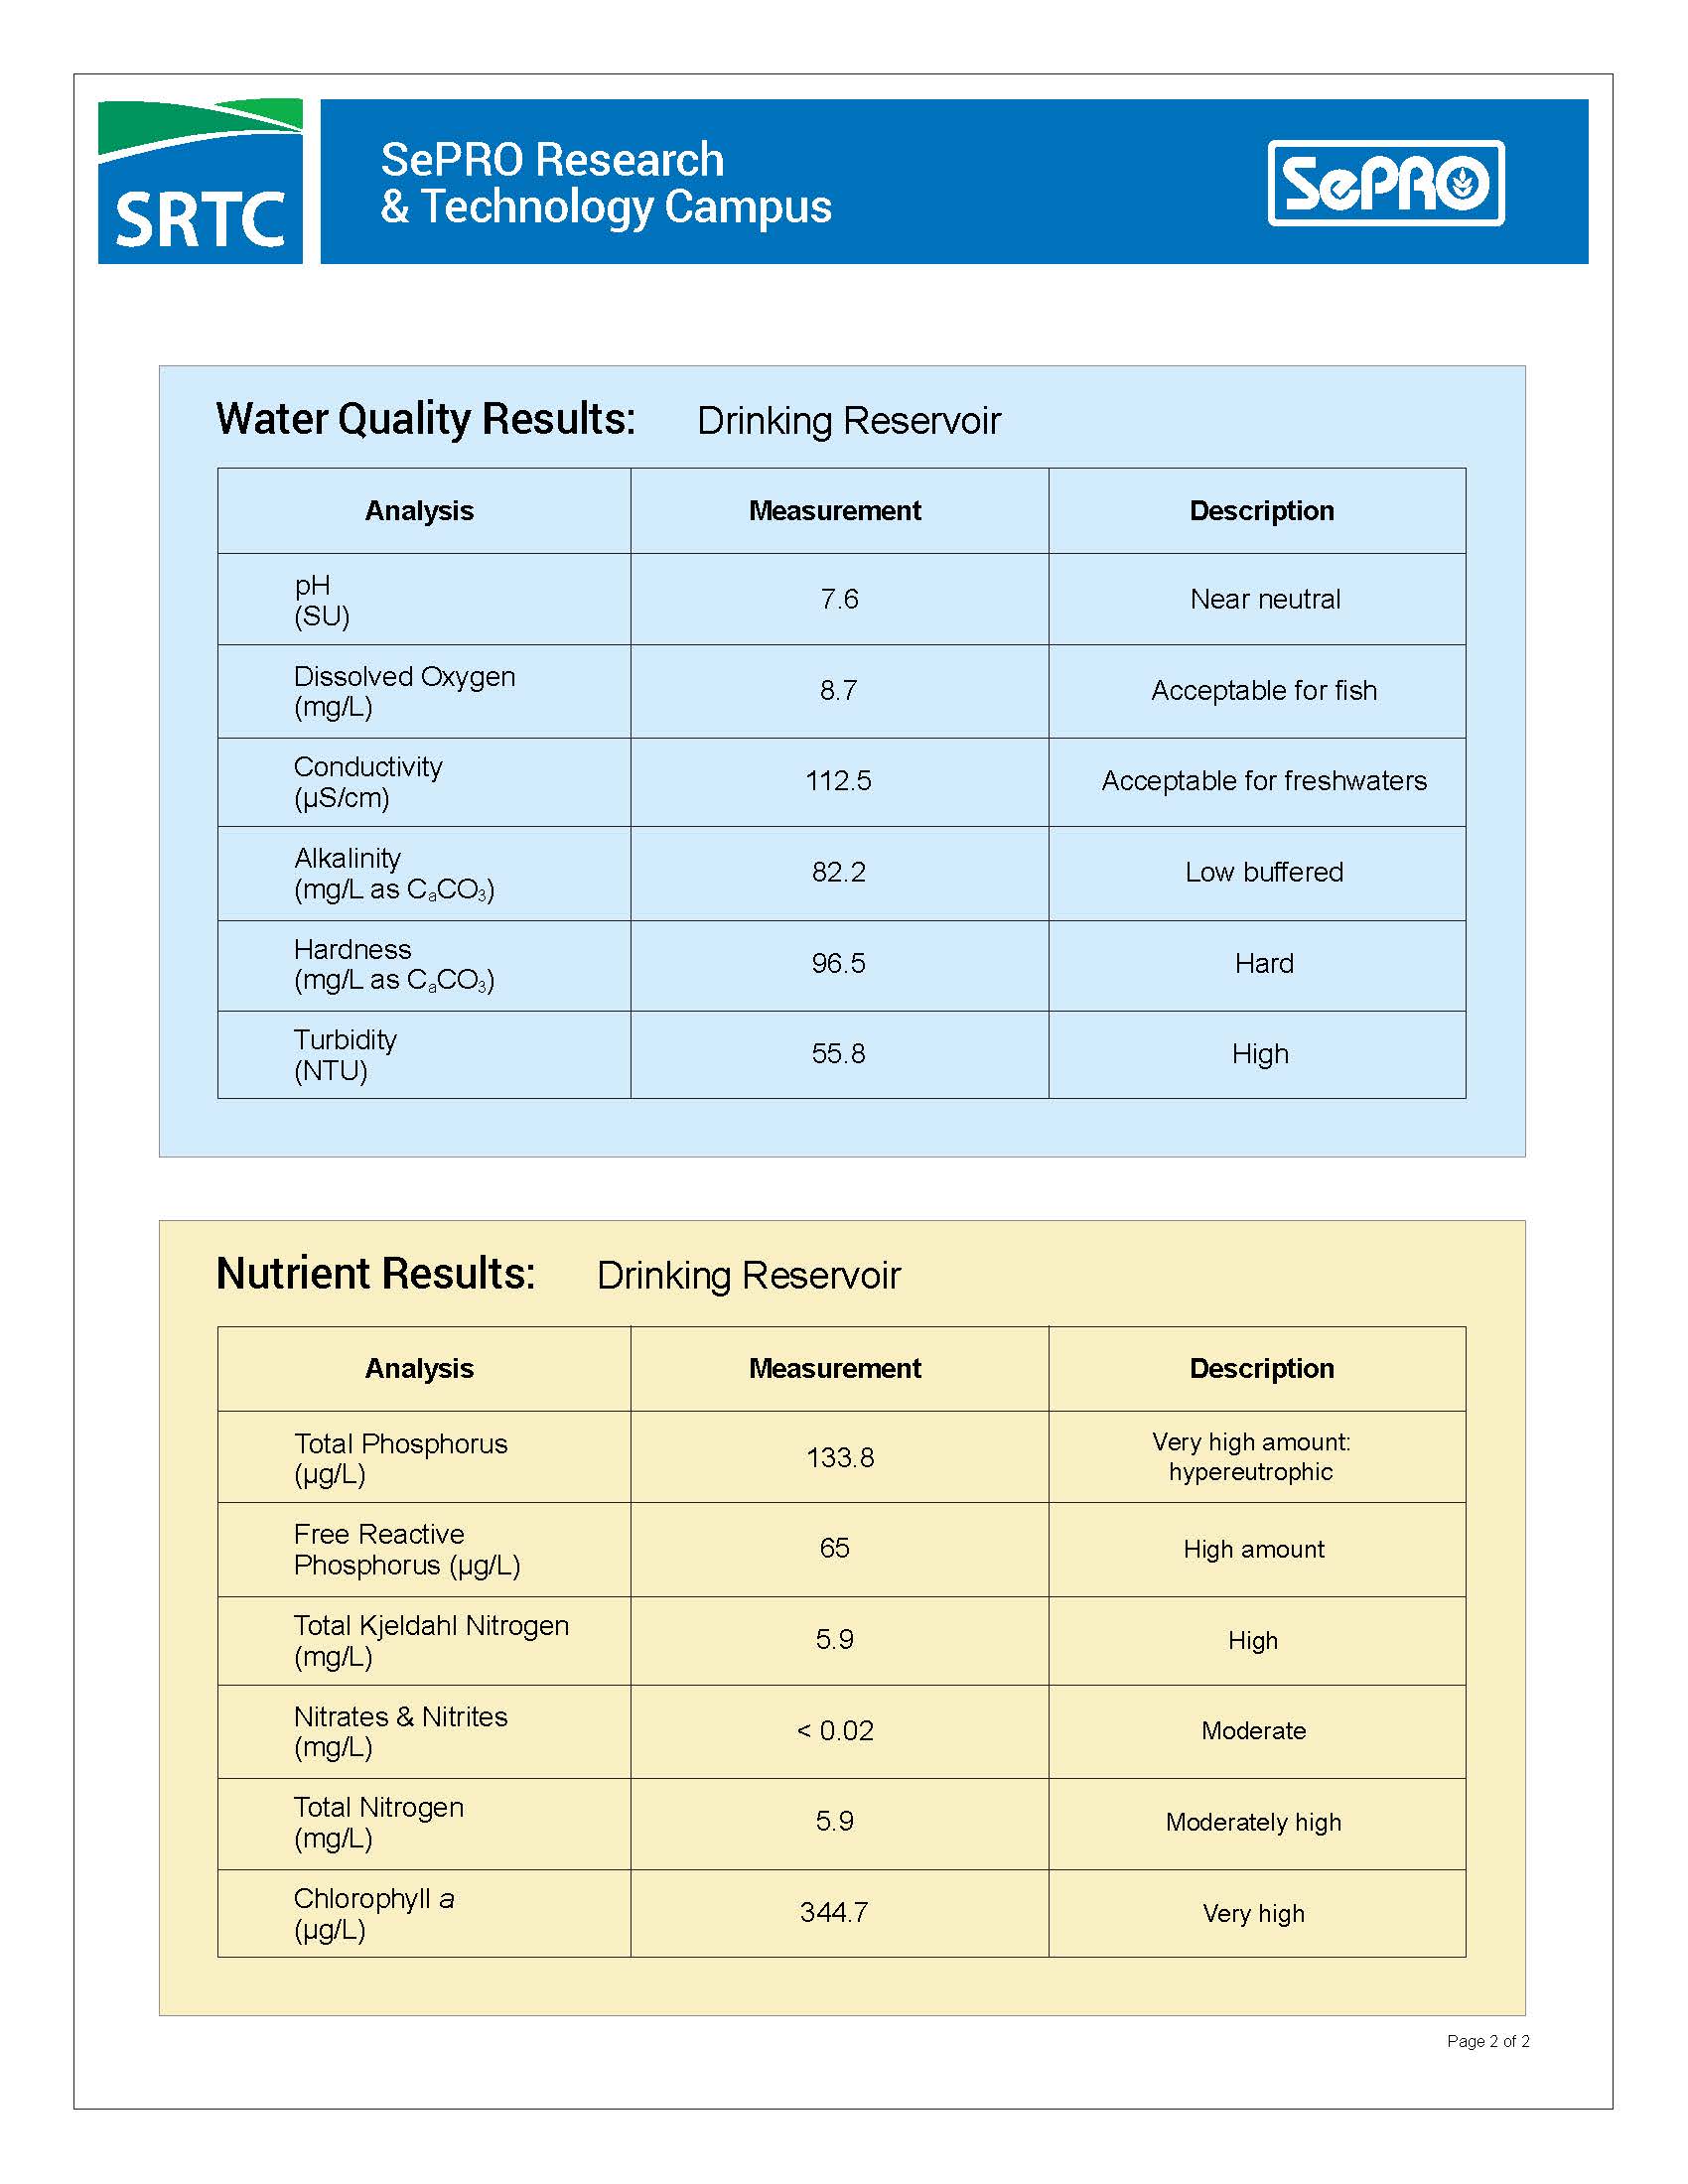 SRTC
SePRO Research
& Technology Campus
SePRO
Water Quality Results: Drinking Reservoir
Analysis Measurement Description
pH
(SU)
7.6
Near neutral
Dissolved Oxygen
(mg/L)
8.7
Acceptable for fish
Conductivity
(µS/cm)
112.5
Acceptable for freshwaters
Alkalinity
(mg/L as CaCO₃)
82.2
Low buffered
Hardness
(mg/L as CaCO₃)
96.5
Hard
Turbidity
(NTU)
55.8
High
Nutrient Results: Drinking Reservoir
Analysis Measurement Description
Total Phosphorus
(µg/L)
133.8
Very high amount:
hypereutrophic
Free Reactive
Phosphorus (µg/L)
65
High amount
Total Kjeldahl Nitrogen
(mg/L)
5.9
High
Nitrates & Nitrites
(mg/L)
< 0.02
Moderate
Total Nitrogen
(mg/L)
5.9
Moderately high
Chlorophyll a
(µg/L)
344.7
Very high
Page 2 of 2